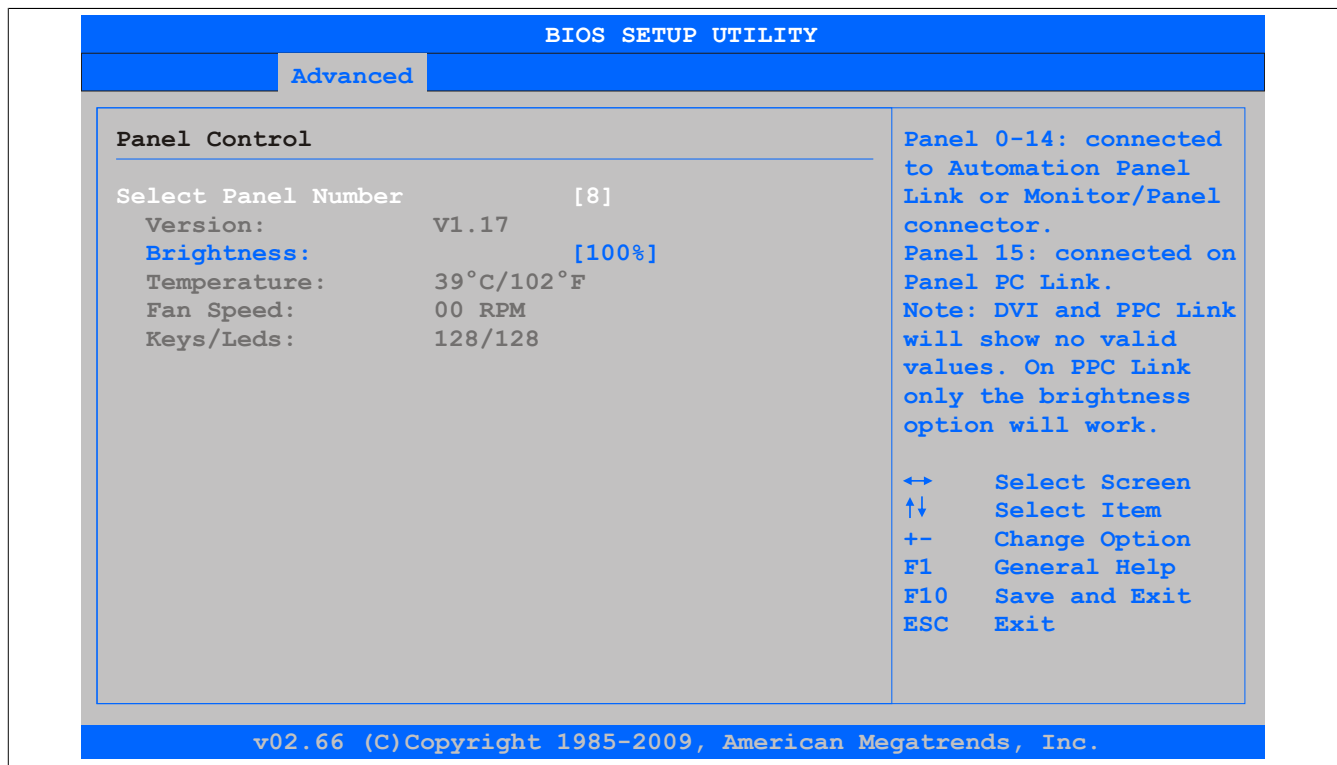 BIOS SETUP UTILITY
Advanced
Panel Control
Select Panel Number [8]
Version: V1.17
Brightness: [100%]
Temperature: 39°C/102°F
Fan Speed: 00 RPM
Keys/Leds: 128/128
Panel 0-14: connected
to Automation Panel
Link or Monitor/Panel
connector.
Panel 15: connected on
Panel PC Link.
Note: DVI and PPC Link
will show no valid
values. On PPC Link
only the brightness
option will work.
↔ Select Screen
↑↓ Select Item
+- Change Option
F1 General Help
F10 Save and Exit
ESC Exit
v02.66 (C)Copyright 1985-2009, American Megatrends, Inc.